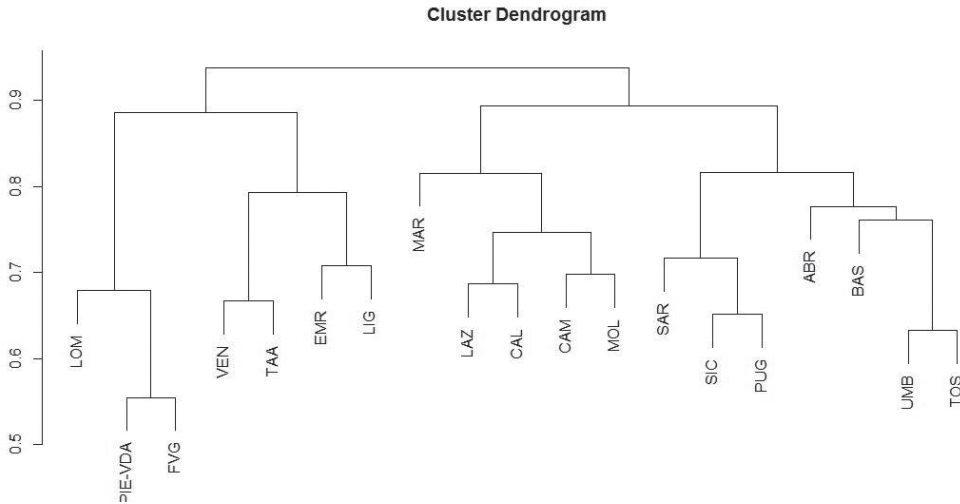 Cluster Dendrogram
0.9
0.8
0.7
0.6
0.5
LOM
PIE-VDA
FVG
VEN
TAA
EMR
LIG
MAR
LAZ
CAL
CAM
MOL
SAR
SIC
PUG
ABR
BAS
UMB
TOS